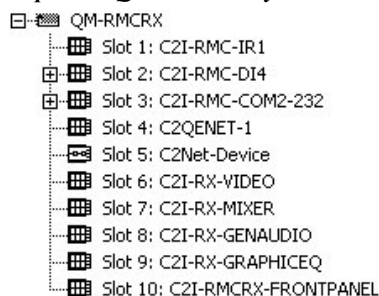 QM-RMCRX
Slot 1: C2I-RMC-IR1
Slot 2: C2I-RMC-DI4
Slot 3: C2I-RMC-COM2-232
Slot 4: C2QENET-1
Slot 5: C2Net-Device
Slot 6: C2I-RX-VIDEO
Slot 7: C2I-RX-MIXER
Slot 8: C2I-RX-GENAUDIO
Slot 9: C2I-RX-GRAPHICEQ
Slot 10: C2I-RMCRX-FRONTPANEL